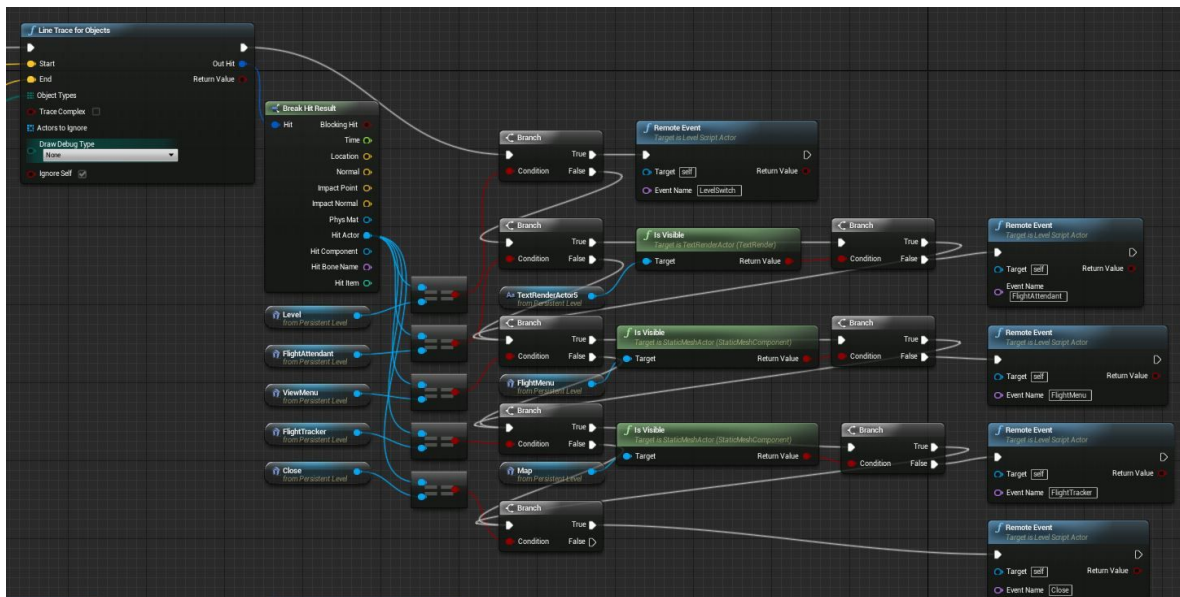 Line Trace for Objects
Start
Out Hit
End
Return Value
Object Types
Trace Complex
Actors to Ignore
Draw Debug Type
None
Ignore Self
Break Hit Result
Hit
Blocking Hit
Time
Location
Normal
Impact Point
Impact Normal
Phys Mat
Hit Actor
Hit Component
Hit Bone Name
Hit Item
Level
from Persistent Level
FlightAttendant
from Persistent Level
ViewMenu
from Persistent Level
FlightTracker
from Persistent Level
Close
from Persistent Level
==
==
==
==
==
Branch
True
Condition
False
Remote Event
Target is Level Script Actor
Target
self
Return Value
Event Name
LevelSwitch
Branch
True
Condition
False
Is Visible
Target is TextRenderActor (TextRender)
Target
Return Value
TextRenderActor5
from Persistent Level
Branch
True
Condition
False
Remote Event
Target is Level Script Actor
Target
self
Return Value
Event Name
FlightAttendant
Branch
True
Condition
False
Is Visible
Target is StaticMeshActor (StaticMeshComponent)
Target
Return Value
FlightMenu
from Persistent Level
Branch
True
Condition
False
Remote Event
Target is Level Script Actor
Target
self
Return Value
Event Name
FlightMenu
Branch
True
Condition
False
Is Visible
Target is StaticMeshActor (StaticMeshComponent)
Target
Return Value
Map
from Persistent Level
Branch
True
Condition
False
Remote Event
Target is Level Script Actor
Target
self
Return Value
Event Name
FlightTracker
Branch
True
Condition
False
Remote Event
Target is Level Script Actor
Target
self
Return Value
Event Name
Close